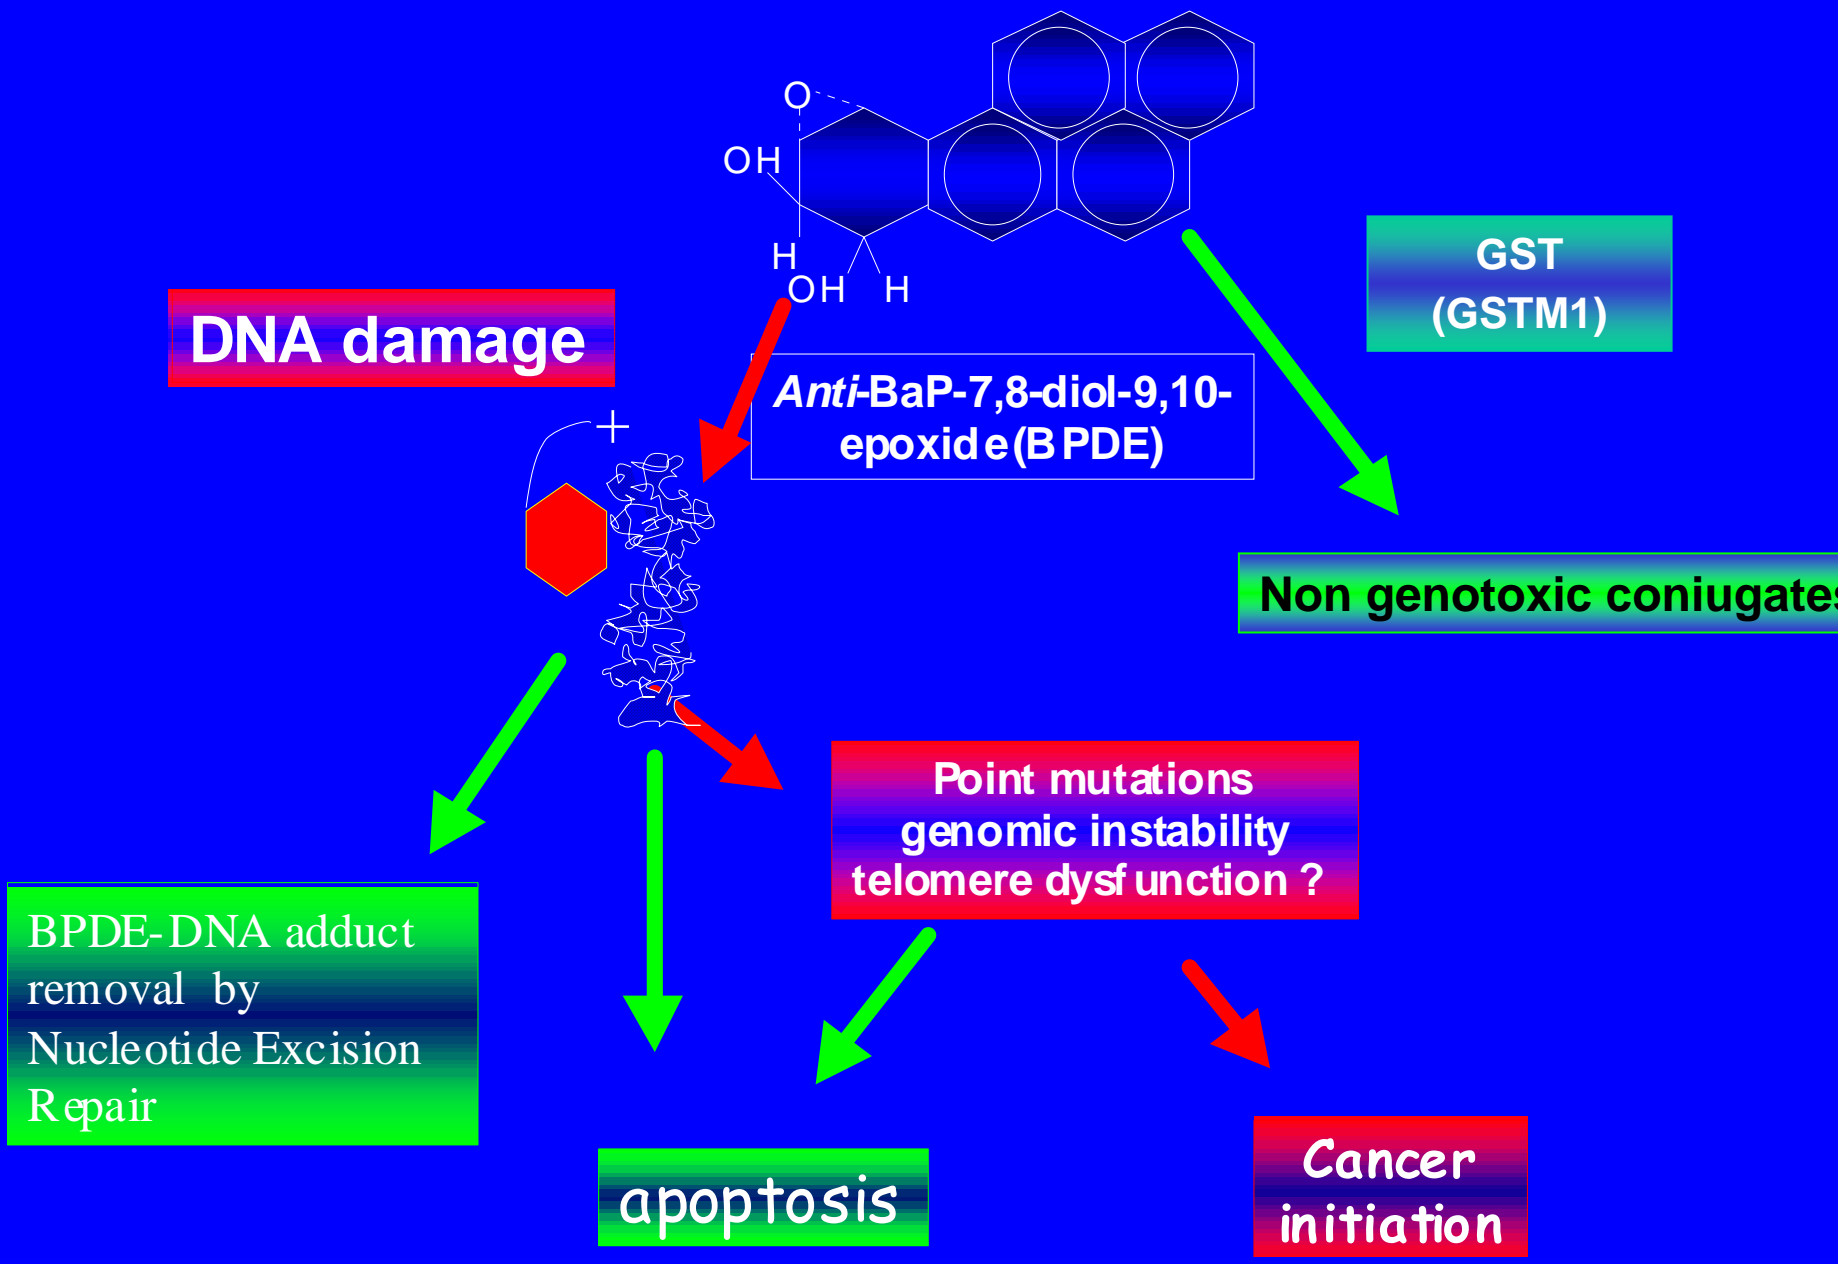 O
OH
H
OH H
GST
(GSTM1)
DNA damage
Anti-BaP-7,8-diol-9,10-
epoxide(BPDE)
+
Non genotoxic coniugates
Point mutations
genomic instability
telomere dysfunction ?
BPDE-DNA adduct
removal by
Nucleotide Excision
Repair
apoptosis
Cancer
initiation